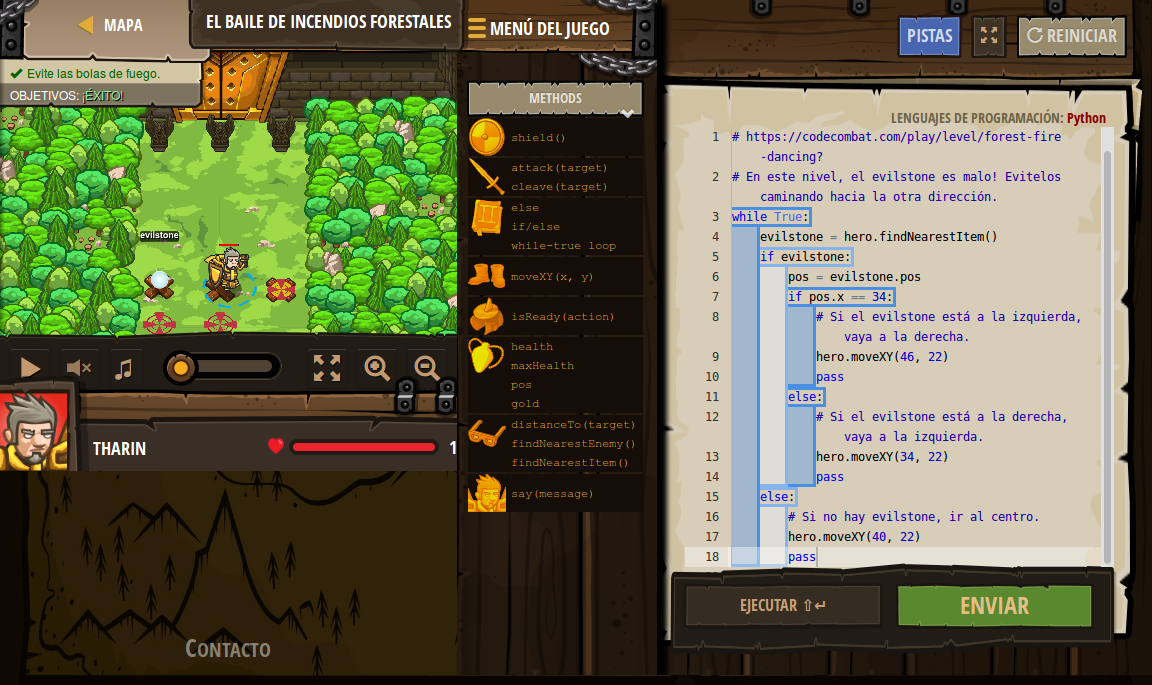 MAPA
EL BAILE DE INCENDIOS FORESTALES
MENÚ DEL JUEGO
PISTAS
REINICIAR
Evite las bolas de fuego.
OBJETIVOS: ¡ÉXITO!
evilstone
THARIN
1
CONTACTO
METHODS
shield()
attack(target)
cleave(target)
else
if/else
while-true loop
moveXY(x, y)
isReady(action)
health
maxHealth
pos
gold
distanceTo(target)
findNearestEnemy()
findNearestItem()
say(message)
LENGUAJES DE PROGRAMACIÓN: Python
1 # https://codecombat.com/play/level/forest-fire
-dancing?
2 # En este nivel, el evilstone es malo! Evitelos
caminando hacia la otra dirección.
3 while True:
4 evilstone = hero.findNearestItem()
5 if evilstone:
6 pos = evilstone.pos
7 if pos.x == 34:
8 # Si el evilstone está a la izquierda,
vaya a la derecha.
9 hero.moveXY(46, 22)
10 pass
11 else:
12 # Si el evilstone está a la derecha,
vaya a la izquierda.
13 hero.moveXY(34, 22)
14 pass
15 else:
16 # Si no hay evilstone, ir al centro.
17 hero.moveXY(40, 22)
18 pass
EJECUTAR ⇧↵
ENVIAR